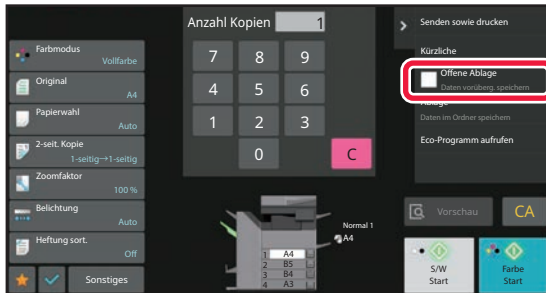 Anzahl Kopien 1
Farbmodus
Vollfarbe
Original
A4
Papierwahl
Auto
2-seit. Kopie
1-seitig→1-seitig
Zoomfaktor
100 %
Belichtung
Auto
Heftung sort.
Off
Sonstiges
7 8 9
4 5 6
1 2 3
0 C
Normal 1
A4
1 A4
2 B5
3 B4
4 A3
Senden sowie drucken
Kürzliche
Offene Ablage
Daten vorüberg. speichern
Ablage
Daten im Ordner speichern
Eco-Programm aufrufen
Vorschau
CA
S/W
Start
Farbe
Start